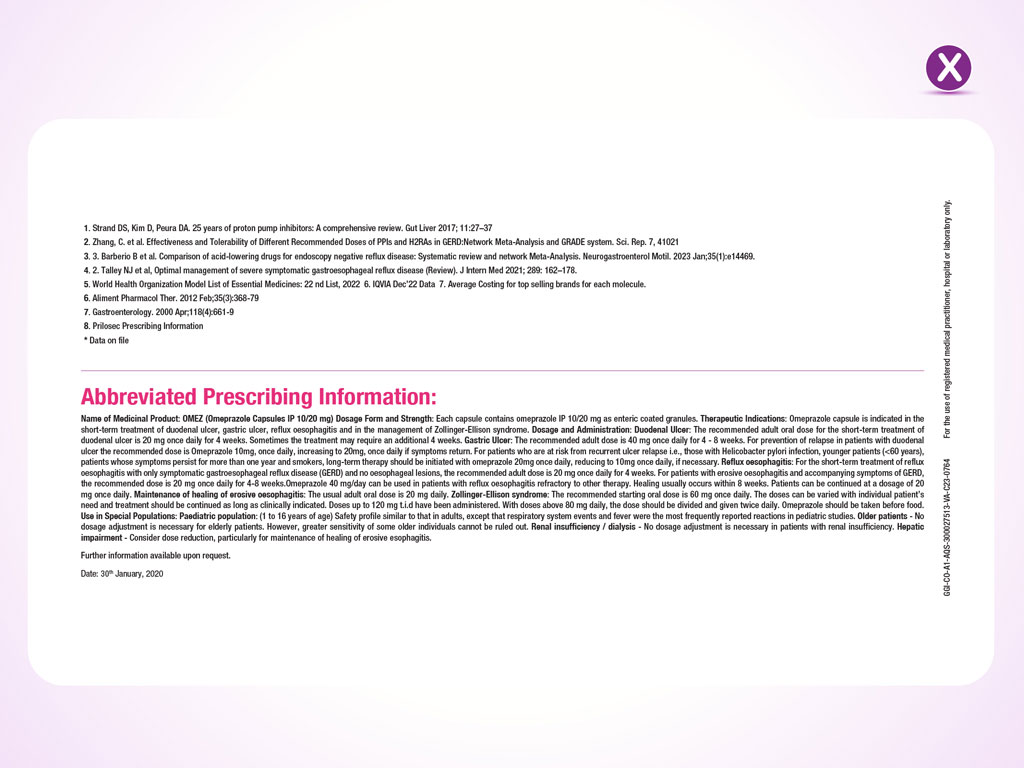 X
1. Strand DS, Kim D, Peura DA. 25 years of proton pump inhibitors: A comprehensive review. Gut Liver 2017; 11:27–37
2. Zhang, C. et al. Effectiveness and Tolerability of Different Recommended Doses of PPIs and H2RAs in GERD:Network Meta-Analysis and GRADE system. Sci. Rep. 7, 41021
3. 3. Barberio B et al. Comparison of acid-lowering drugs for endoscopy negative reflux disease: Systematic review and network Meta-Analysis. Neurogastroenterol Motil. 2023 Jan;35(1):e14469.
4. 2. Talley NJ et al, Optimal management of severe symptomatic gastroesophageal reflux disease (Review). J Intern Med 2021; 289: 162–178.
5. World Health Organization Model List of Essential Medicines: 22 nd List, 2022 6. IQVIA Dec'22 Data 7. Average Costing for top selling brands for each molecule.
6. Aliment Pharmacol Ther. 2012 Feb;35(3):368-79
7. Gastroenterology. 2000 Apr;118(4):661-9
8. Prilosec Prescribing Information
* Data on file
Abbreviated Prescribing Information:
Name of Medicinal Product: OMEZ (Omeprazole Capsules IP 10/20 mg) Dosage Form and Strength: Each capsule contains omeprazole IP 10/20 mg as enteric coated granules. Therapeutic Indications: Omeprazole capsule is indicated in the
short-term treatment of duodenal ulcer, gastric ulcer, reflux oesophagitis and in the management of Zollinger-Ellison syndrome. Dosage and Administration: Duodenal Ulcer: The recommended adult oral dose for the short-term treatment of
duodenal ulcer is 20 mg once daily for 4 weeks. Sometimes the treatment may require an additional 4 weeks. Gastric Ulcer: The recommended adult dose is 40 mg once daily for 4 - 8 weeks. For prevention of relapse in patients with duodenal
ulcer the recommended dose is Omeprazole 10mg, once daily, increasing to 20mg, once daily if symptoms return. For patients who are at risk from recurrent ulcer relapse i.e., those with Helicobacter pylori infection, younger patients (<60 years),
patients whose symptoms persist for more than one year and smokers, long-term therapy should be initiated with omeprazole 20mg once daily, reducing to 10mg once daily, if necessary. Reflux oesophagitis: For the short-term treatment of reflux
oesophagitis with only symptomatic gastroesophageal reflux disease (GERD) and no oesophageal lesions, the recommended adult dose is 20 mg once daily for 4 weeks. For patients with erosive oesophagitis and accompanying symptoms of GERD,
the recommended dose is 20 mg once daily for 4-8 weeks.Omeprazole 40 mg/day can be used in patients with reflux oesophagitis refractory to other therapy. Healing usually occurs within 8 weeks. Patients can be continued at a dosage of 20
mg once daily. Maintenance of healing of erosive oesophagitis: The usual adult oral dose is 20 mg daily. Zollinger-Ellison syndrome: The recommended starting oral dose is 60 mg once daily. The doses can be varied with individual patient's
need and treatment should be continued as long as clinically indicated. Doses up to 120 mg t.i.d have been administered. With doses above 80 mg daily, the dose should be divided and given twice daily. Omeprazole should be taken before food.
Use in Special Populations: Paediatric population: (1 to 16 years of age) Safety profile similar to that in adults, except that respiratory system events and fever were the most frequently reported reactions in pediatric studies. Older patients - No
dosage adjustment is necessary for elderly patients. However, greater sensitivity of some older individuals cannot be ruled out. Renal insufficiency / dialysis - No dosage adjustment is necessary in patients with renal insufficiency. Hepatic
impairment - Consider dose reduction, particularly for maintenance of healing of erosive esophagitis.
Further information available upon request.
Date: 30th January, 2020
GGI-CO-A1-AQS-300027513-VA-C23-0764 For the use of registered medical practitioner, hospital or laboratory only.